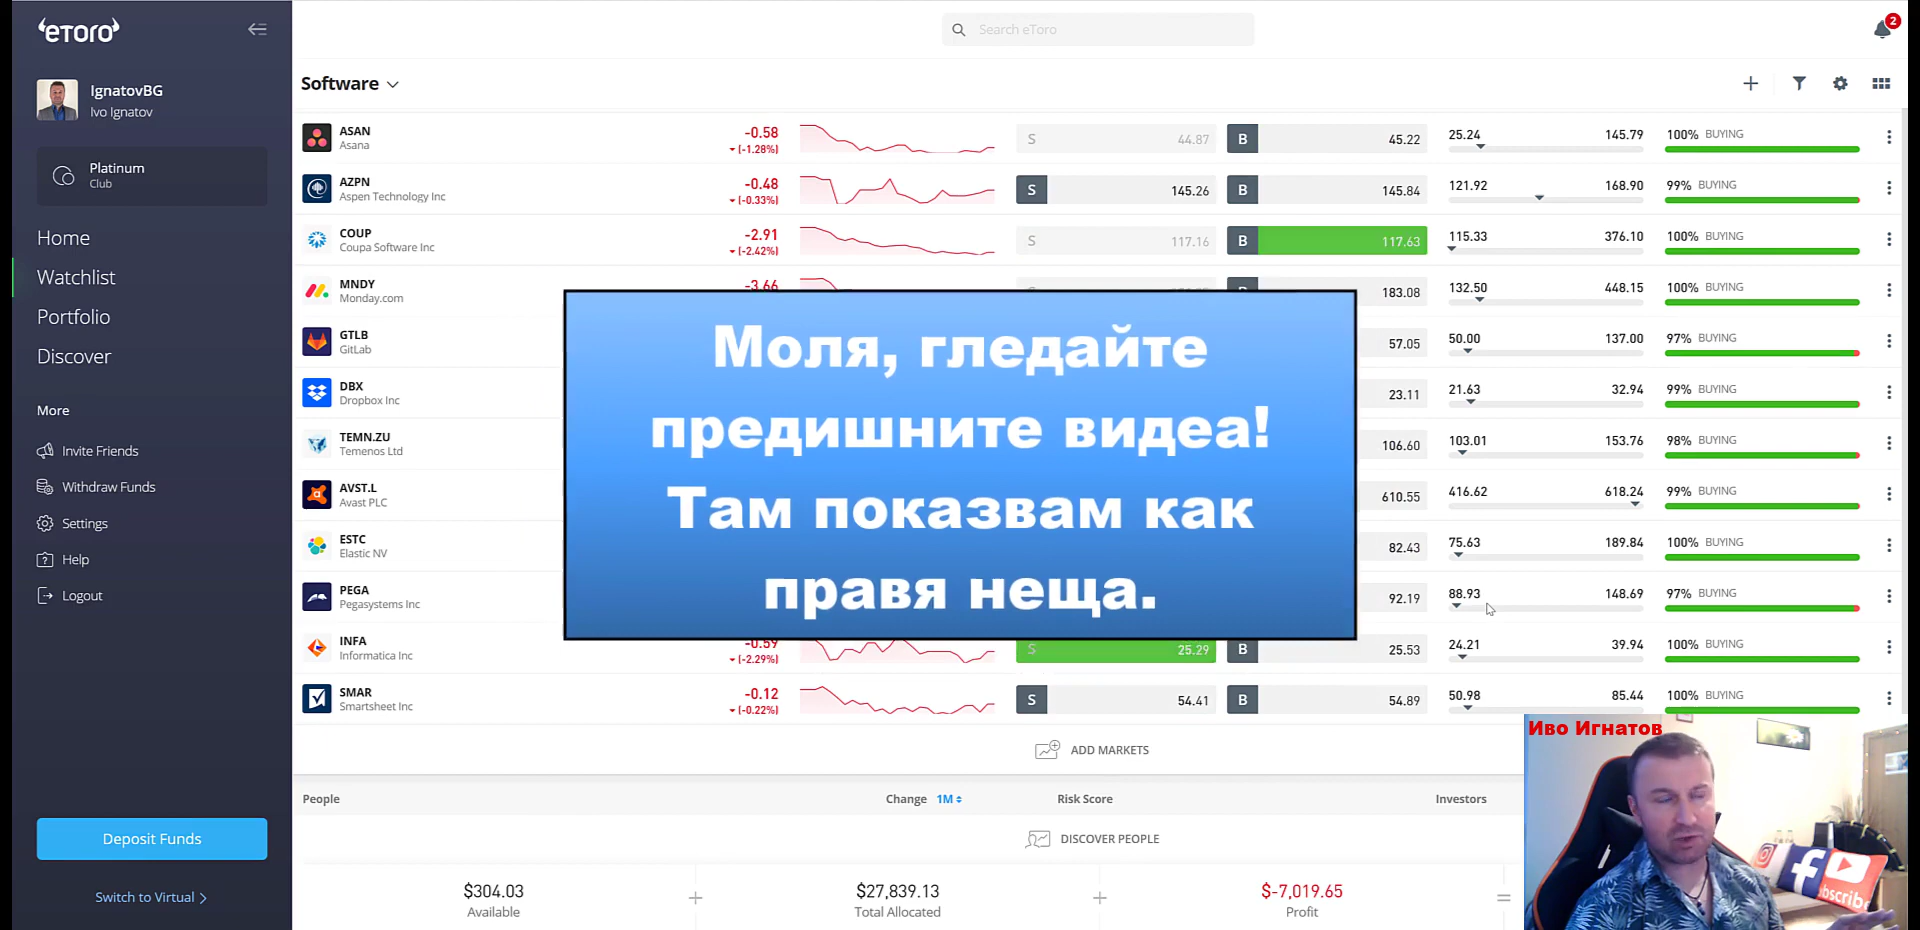 eToro
Search eToro
2
IgnatovBG
Ivo Ignatov
Platinum
Club
Home
Watchlist
Portfolio
Discover
More
Invite Friends
Withdraw Funds
Settings
Help
Logout
Deposit Funds
Switch to Virtual >
Software
ASAN -0.58 S 44.87 B 45.22 25.24 145.79 100% BUYING
Asana (-1.28%)
AZPN -0.48 S 145.26 B 145.84 121.92 168.90 99% BUYING
Aspen Technology Inc (-0.33%)
COUP -2.91 S 117.16 B 117.63 115.33 376.10 100% BUYING
Coupa Software Inc (-2.42%)
MNDY -3.66 183.08 132.50 448.15 100% BUYING
Monday.com
GTLB 57.05 50.00 137.00 97% BUYING
GitLab
DBX 23.11 21.63 32.94 99% BUYING
Dropbox Inc
TEMN.ZU 106.60 103.01 153.76 98% BUYING
Temenos Ltd
AVST.L 610.55 416.62 618.24 99% BUYING
Avast PLC
ESTC 82.43 75.63 189.84 100% BUYING
Elastic NV
PEGA 92.19 88.93 148.69 97% BUYING
Pegasystems Inc
INFA -0.59 S 25.29 B 25.53 24.21 39.94 100% BUYING
Informatica Inc (-2.29%)
SMAR -0.12 S 54.41 B 54.89 50.98 85.44 100% BUYING
Smartsheet Inc (-0.22%)
Моля, гледайте
предишните видеа!
Там показвам как
правя неща.
ADD MARKETS
People Change 1M Risk Score Investors
DISCOVER PEOPLE
$304.03 + $27,839.13 + $-7,019.65 =
Available Total Allocated Profit
Иво Игнатов